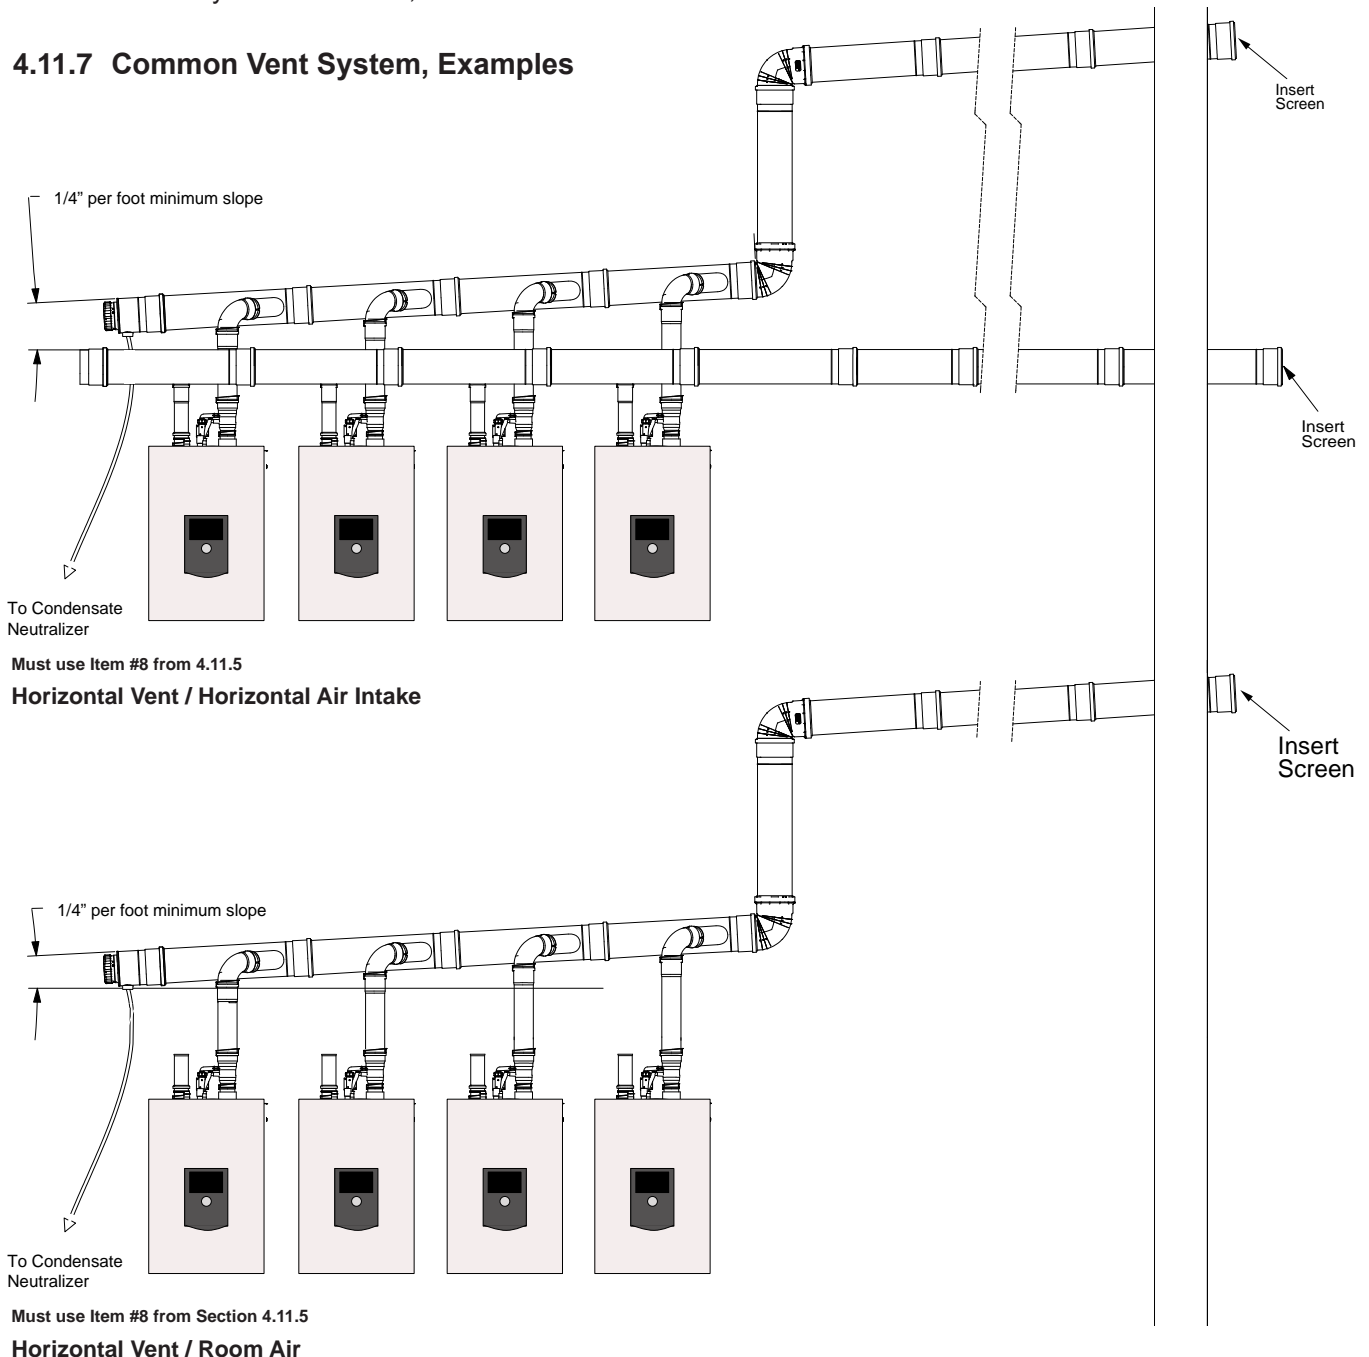 4.11.7 Common Vent System, Examples
Insert
Screen
1/4” per foot minimum slope
Insert
Screen
To Condensate
Neutralizer
Must use Item #8 from 4.11.5
Horizontal Vent / Horizontal Air Intake
Insert
Screen
1/4” per foot minimum slope
To Condensate
Neutralizer
Must use Item #8 from Section 4.11.5
Horizontal Vent / Room Air